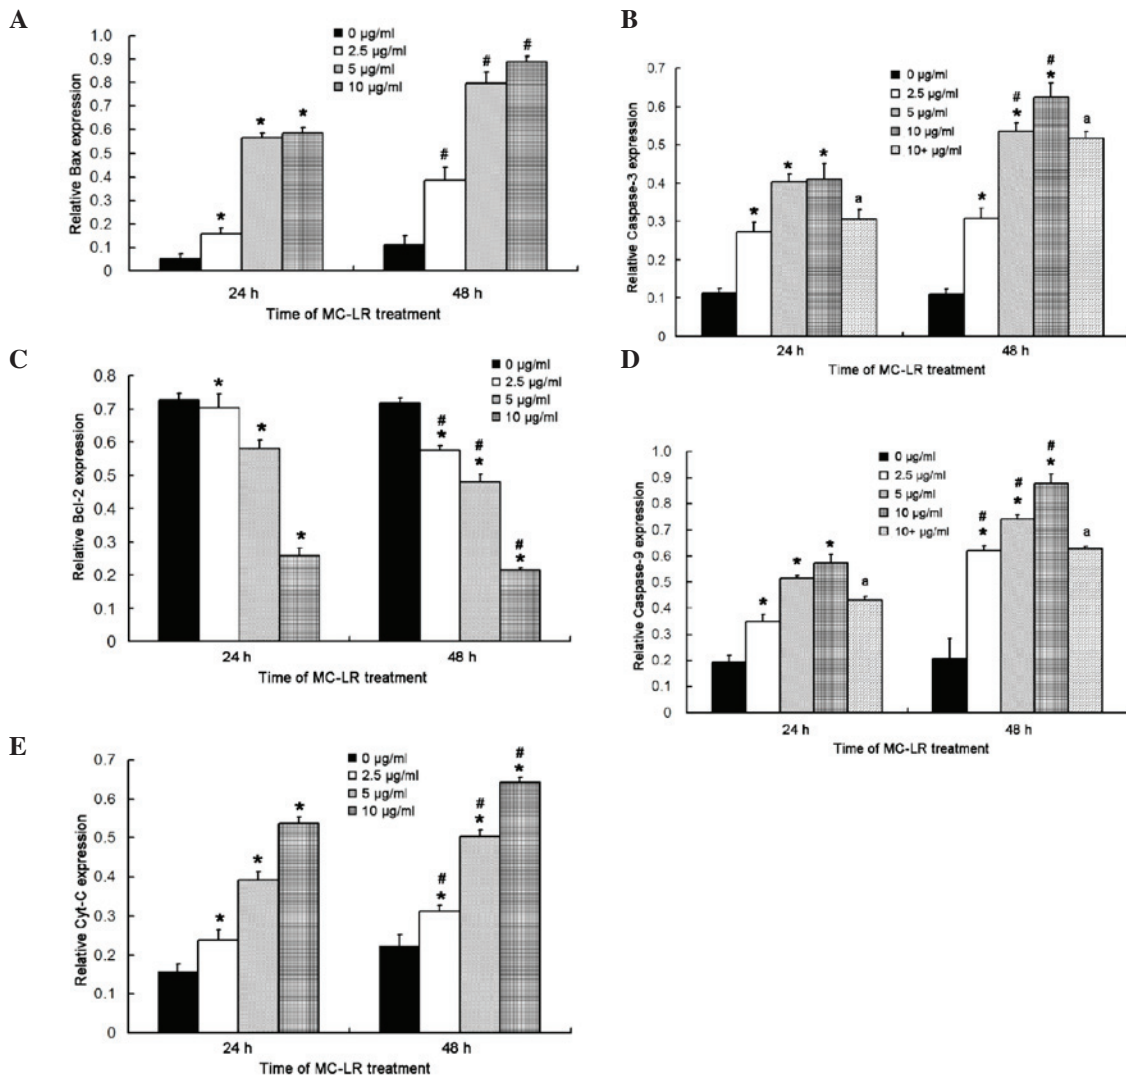 A
Relative Bax expression
1.0
0.9
0.8
0.7
0.6
0.5
0.4
0.3
0.2
0.1
0
0 µg/ml
2.5 µg/ml
5 µg/ml
10 µg/ml
* * *
# # #
24 h 48 h
Time of MC-LR treatment
B
Relative Caspase-3 expression
0.7
0.6
0.5
0.4
0.3
0.2
0.1
0
0 µg/ml
2.5 µg/ml
5 µg/ml
10 µg/ml
10+ µg/ml
* * * a
# #
* * * a
24 h 48 h
Time of MC-LR treatment
C
Relative Bcl-2 expression
0.8
0.7
0.6
0.5
0.4
0.3
0.2
0.1
0
0 µg/ml
2.5 µg/ml
5 µg/ml
10 µg/ml
* * *
# # #
* * *
24 h 48 h
Time of MC-LR treatment
D
Relative Caspase-9 expression
1.0
0.9
0.8
0.7
0.6
0.5
0.4
0.3
0.2
0.1
0
0 µg/ml
2.5 µg/ml
5 µg/ml
10 µg/ml
10+ µg/ml
* * * a
# # #
* * * a
24 h 48 h
Time of MC-LR treatment
E
Relative Cyt-C expression
0.7
0.6
0.5
0.4
0.3
0.2
0.1
0
0 µg/ml
2.5 µg/ml
5 µg/ml
10 µg/ml
* * *
# # #
* * *
24 h 48 h
Time of MC-LR treatment